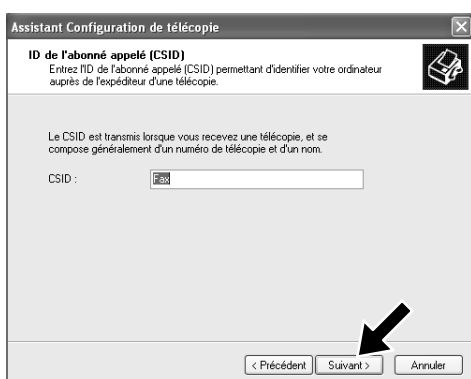 Assistant Configuration de télécopie
ID de l'abonné appelé (CSID)
Entrez l'ID de l'abonné appelé (CSID) permettant d'identifier votre ordinateur
auprès de l'expéditeur d'une télécopie.
Le CSID est transmis lorsque vous recevez une télécopie, et se
compose généralement d'un numéro de télécopie et d'un nom.
CSID : Fax
< Précédent Suivant > Annuler